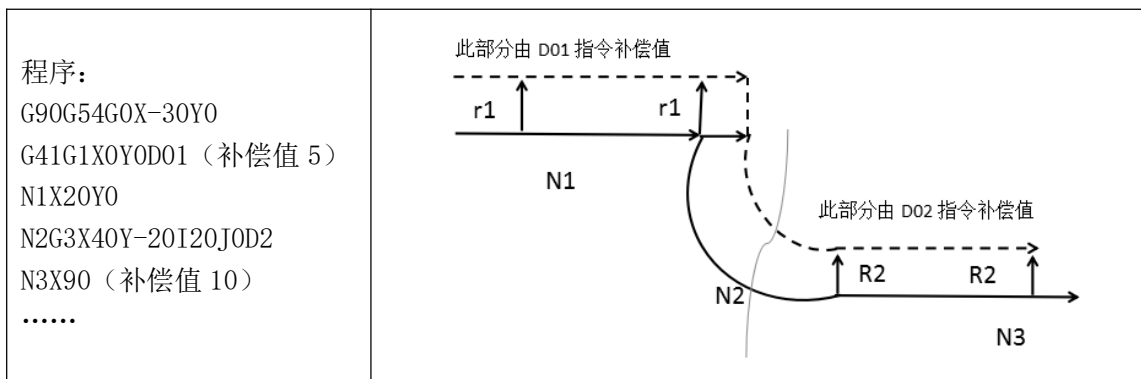 程序：
G90G54G0X-30Y0
G41G1X0Y0D01（补偿值 5）
N1X20Y0
N2G3X40Y-20I20J0D2
N3X90（补偿值 10）
……
此部分由 D01 指令补偿值
r1
r1
N1
此部分由 D02 指令补偿值
R2
R2
N2
N3